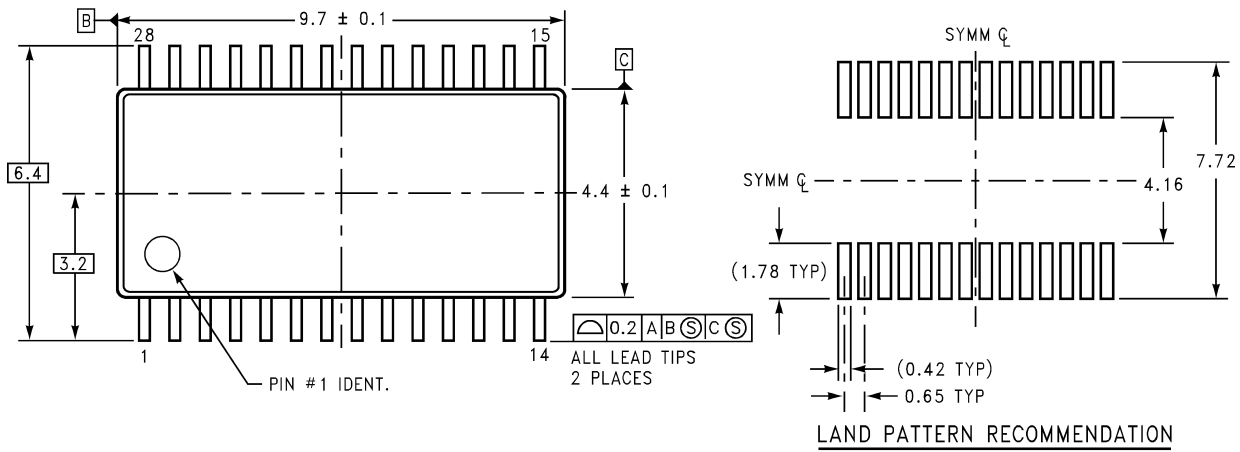 B
9.7 ± 0.1
28
15
C
6.4
4.4 ± 0.1
3.2
1
14
0.2 A B Ⓢ C Ⓢ
ALL LEAD TIPS
2 PLACES
PIN #1 IDENT.
SYMM ℄
SYMM ℄
7.72
4.16
(1.78 TYP)
(0.42 TYP)
0.65 TYP
LAND PATTERN RECOMMENDATION